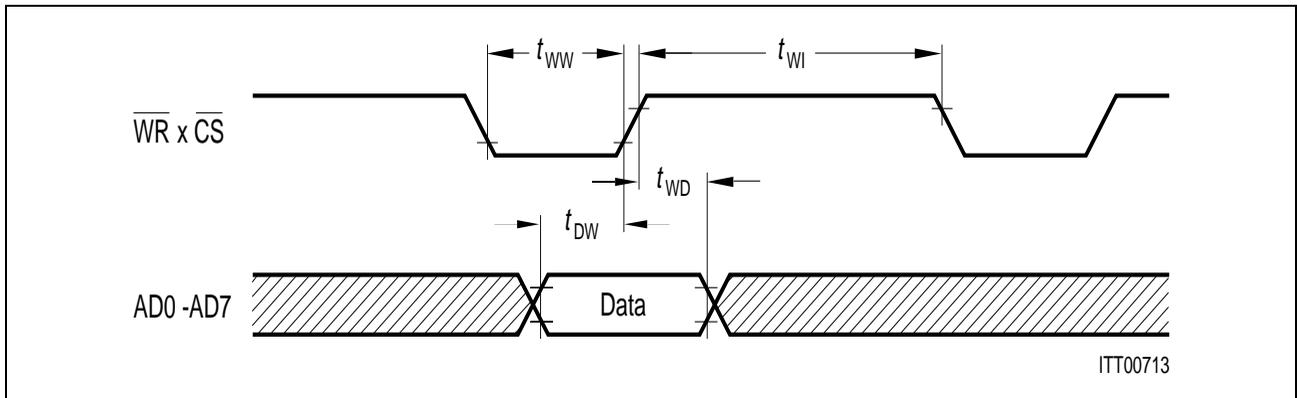 tWW
tWI
WR x CS
tWD
tDW
AD0 -AD7
Data
ITT00713